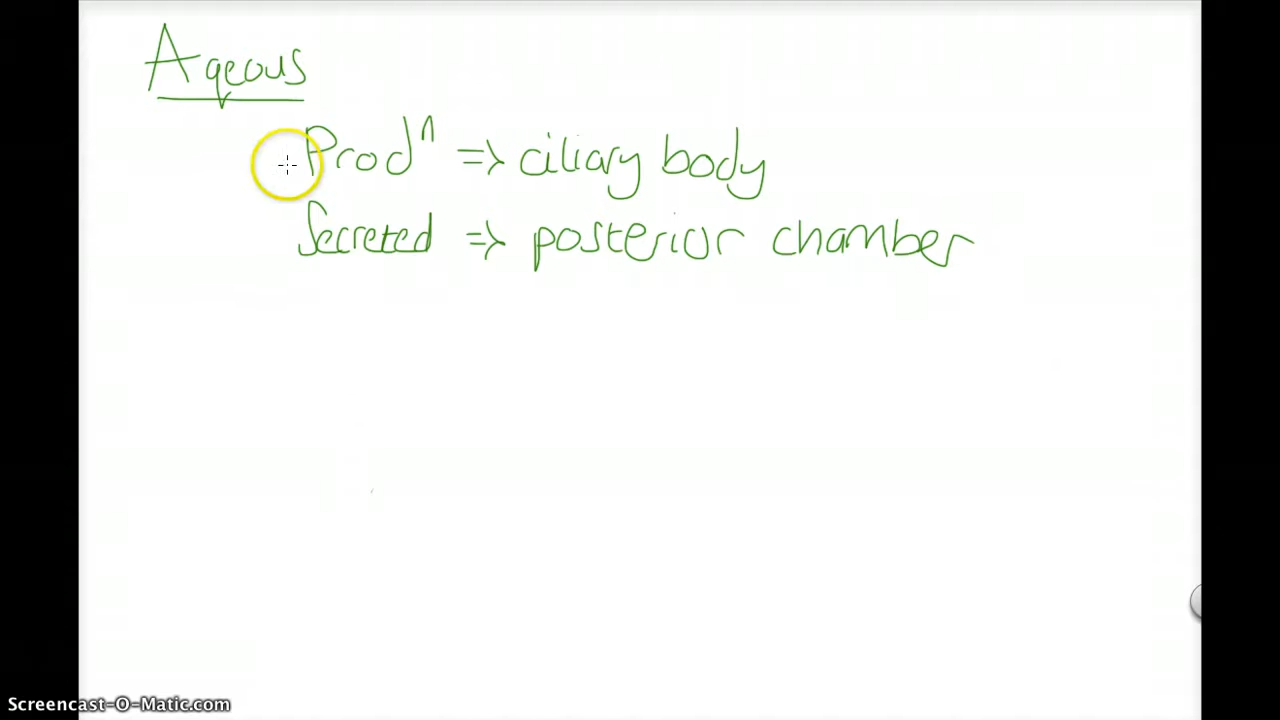 Aqeous
Prodⁿ => ciliary body
Secreted => posterior chamber
Screencast-O-Matic.com